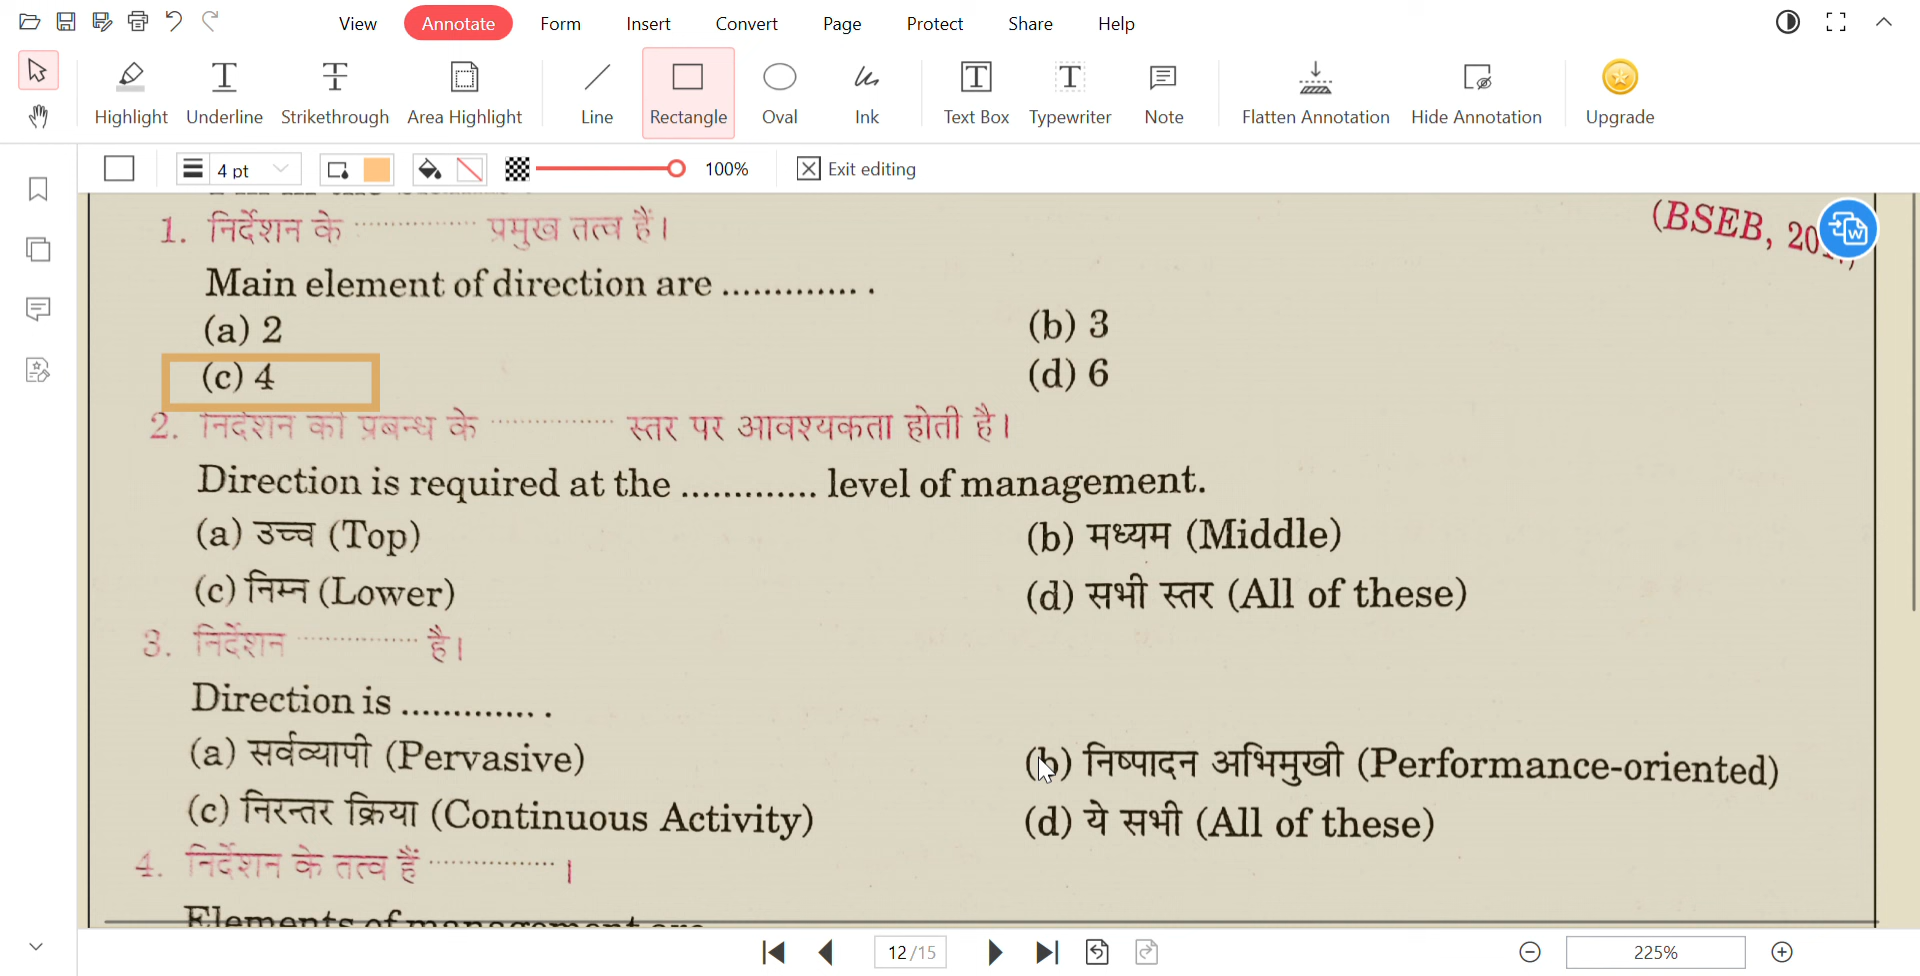 View Annotate Form Insert Convert Page Protect Share Help
Highlight Underline Strikethrough Area Highlight Line Rectangle Oval Ink Text Box Typewriter Note Flatten Annotation Hide Annotation Upgrade
4 pt 100% Exit editing
1. निर्देशन के ............... प्रमुख तत्व हैं।
(BSEB, 20
Main element of direction are ............. .
(a) 2 (b) 3
(c) 4 (d) 6
2. निर्देशन की प्रबन्ध के ............... स्तर पर आवश्यकता होती है।
Direction is required at the ............. level of management.
(a) उच्च (Top) (b) मध्यम (Middle)
(c) निम्न (Lower) (d) सभी स्तर (All of these)
3. निर्देशन ............... है।
Direction is ............. .
(a) सर्वव्यापी (Pervasive) (b) निष्पादन अभिमुखी (Performance-oriented)
(c) निरन्तर क्रिया (Continuous Activity) (d) ये सभी (All of these)
4. निर्देशन के तत्व हैं ............... ।
Elements of management are
12/15 225%